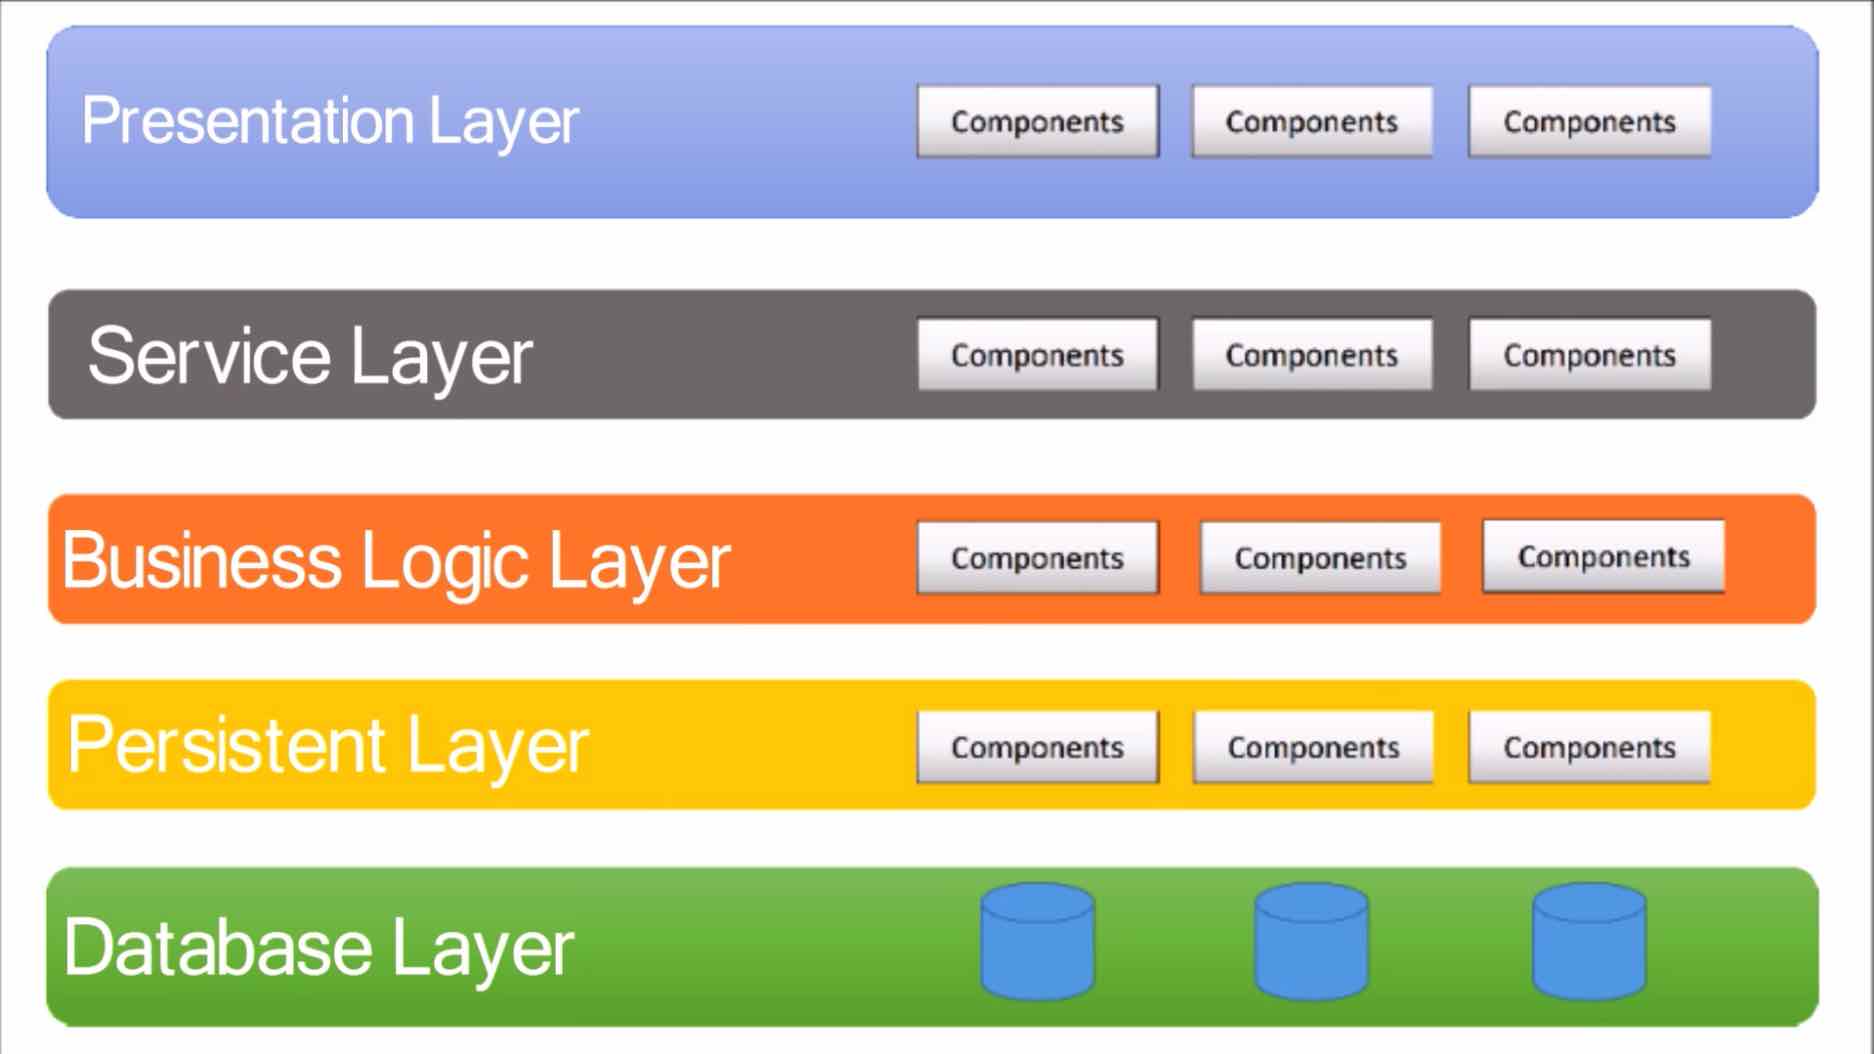 Presentation Layer
Components Components Components
Service Layer
Components Components Components
Business Logic Layer
Components Components Components
Persistent Layer
Components Components Components
Database Layer